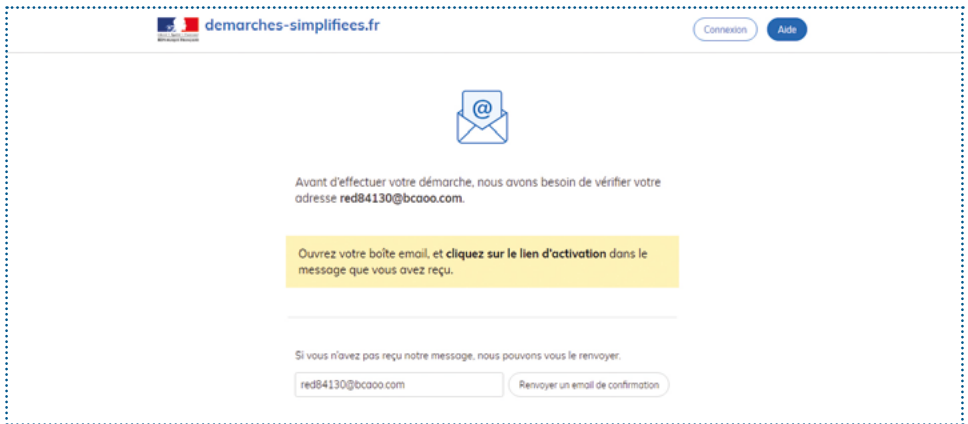 demarches-simplifiees.fr
Connexion
Aide
@
Avant d'effectuer votre démarche, nous avons besoin de vérifier votre
adresse red84130@bcaoo.com.
Ouvrez votre boîte email, et cliquez sur le lien d'activation dans le
message que vous avez reçu.
Si vous n'avez pas reçu notre message, nous pouvons vous le renvoyer.
red84130@bcaoo.com
Renvoyer un email de confirmation